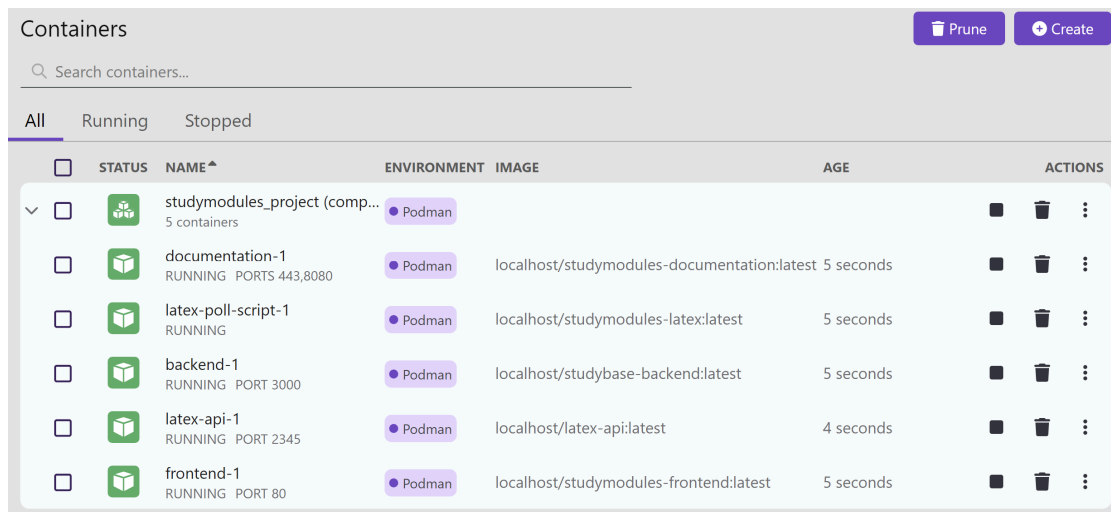 Containers
Prune
Create
Search containers...
All Running Stopped
STATUS NAME ENVIRONMENT IMAGE AGE ACTIONS
studymodules_project (comp...
5 containers
Podman
documentation-1
RUNNING PORTS 443,8080
Podman
localhost/studymodules-documentation:latest 5 seconds
latex-poll-script-1
RUNNING
Podman
localhost/studymodules-latex:latest 5 seconds
backend-1
RUNNING PORT 3000
Podman
localhost/studybase-backend:latest 5 seconds
latex-api-1
RUNNING PORT 2345
Podman
localhost/latex-api:latest 4 seconds
frontend-1
RUNNING PORT 80
Podman
localhost/studymodules-frontend:latest 5 seconds